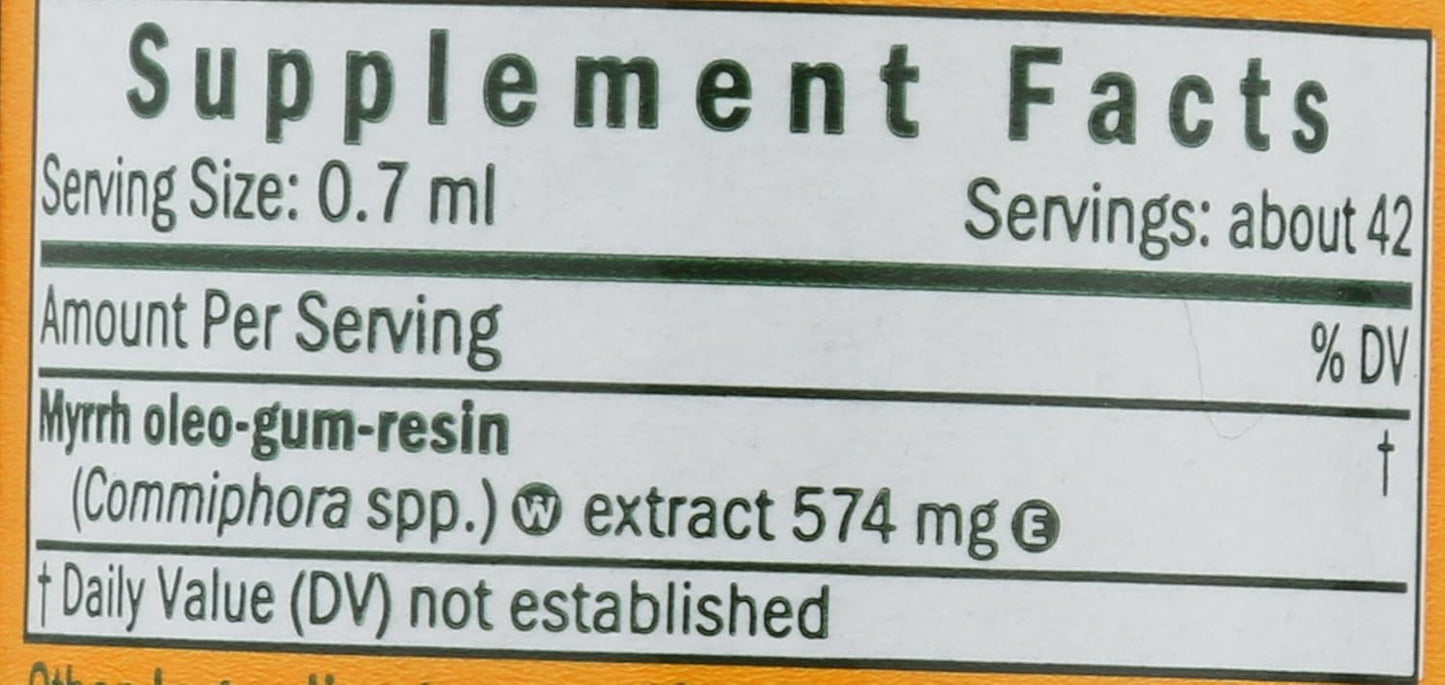 Supplement Facts
Serving Size: 0.7 ml Servings: about 42
Amount Per Serving % DV
Myrrh oleo-gum-resin †
(Commiphora spp.) Ⓦ extract 574 mg Ⓔ
† Daily Value (DV) not established